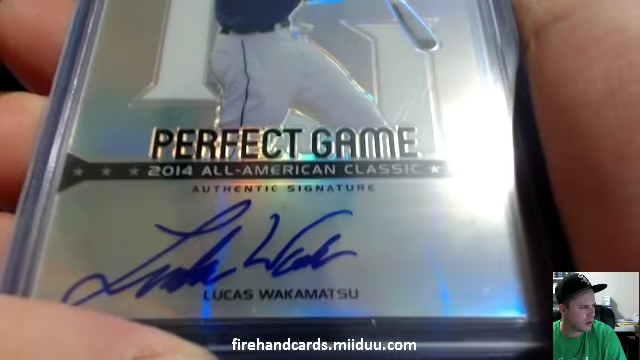 PERFECT GAME
2014 ALL-AMERICAN CLASSIC
AUTHENTIC SIGNATURE
LUCAS WAKAMATSU
firehandcards.miiduu.com